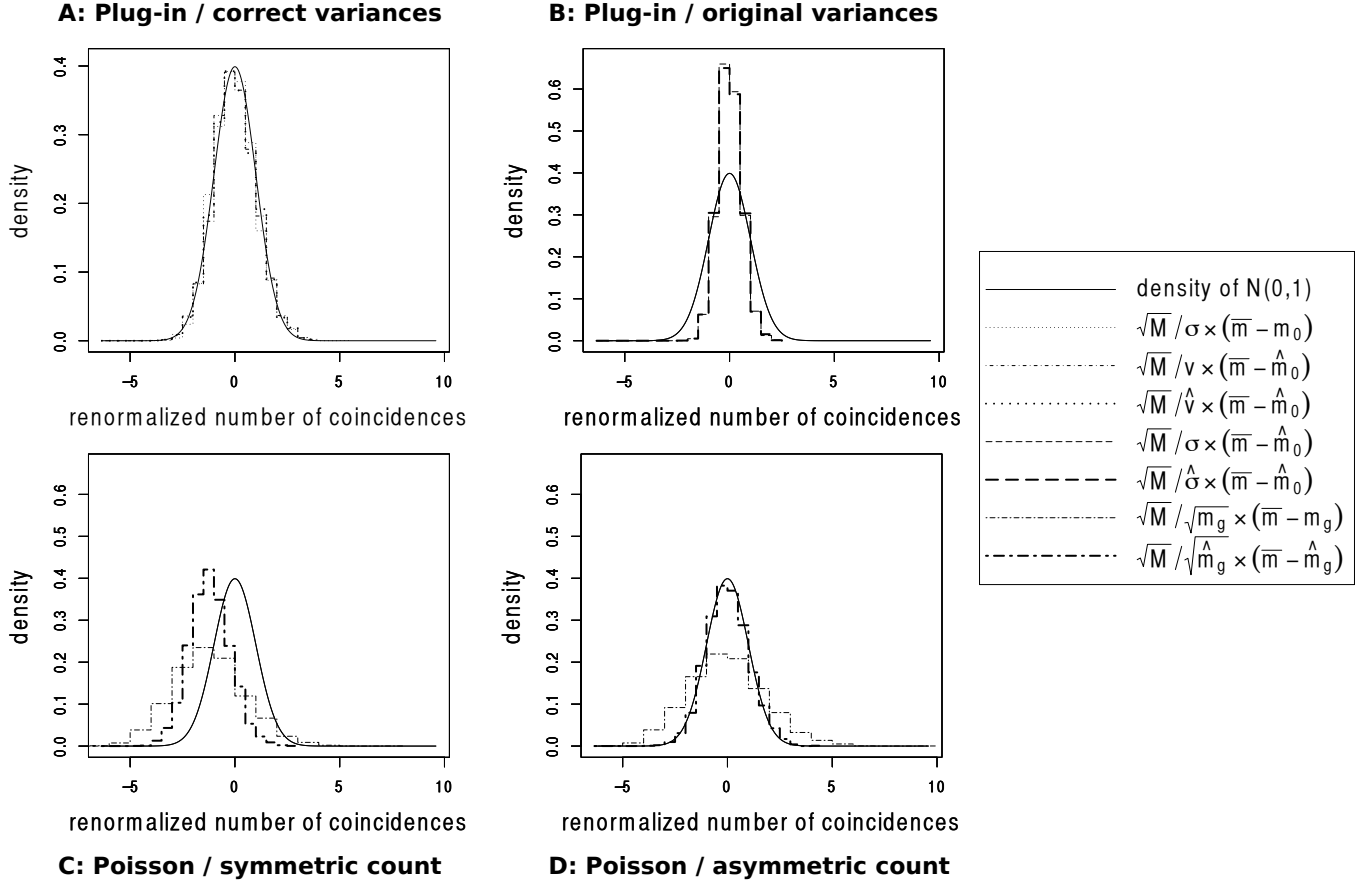 A: Plug-in / correct variances
B: Plug-in / original variances
0.4
0.3
0.2
0.1
0.0
density
−5
0
5
10
renormalized number of coincidences
0.6
0.5
0.4
0.3
0.2
0.1
0.0
density
−5
0
5
10
renormalized number of coincidences
0.6
0.5
0.4
0.3
0.2
0.1
0.0
density
−5
0
5
10
renormalized number of coincidences
C: Poisson / symmetric count
0.6
0.5
0.4
0.3
0.2
0.1
0.0
density
−5
0
5
10
renormalized number of coincidences
D: Poisson / asymmetric count
density of N(0,1)
√M̅ / σ × (m̅ − m₀)
√M̅ / v × (m̅ − m̂₀)
√M̅ / v̂ × (m̅ − m̂₀)
√M̅ / σ × (m̅ − m̂₀)
√M̅ / σ̂ × (m̅ − m̂₀)
√M̅ / √m_g × (m̅ − m_g)
√M̅ / √m̂_g × (m̅ − m̂_g)